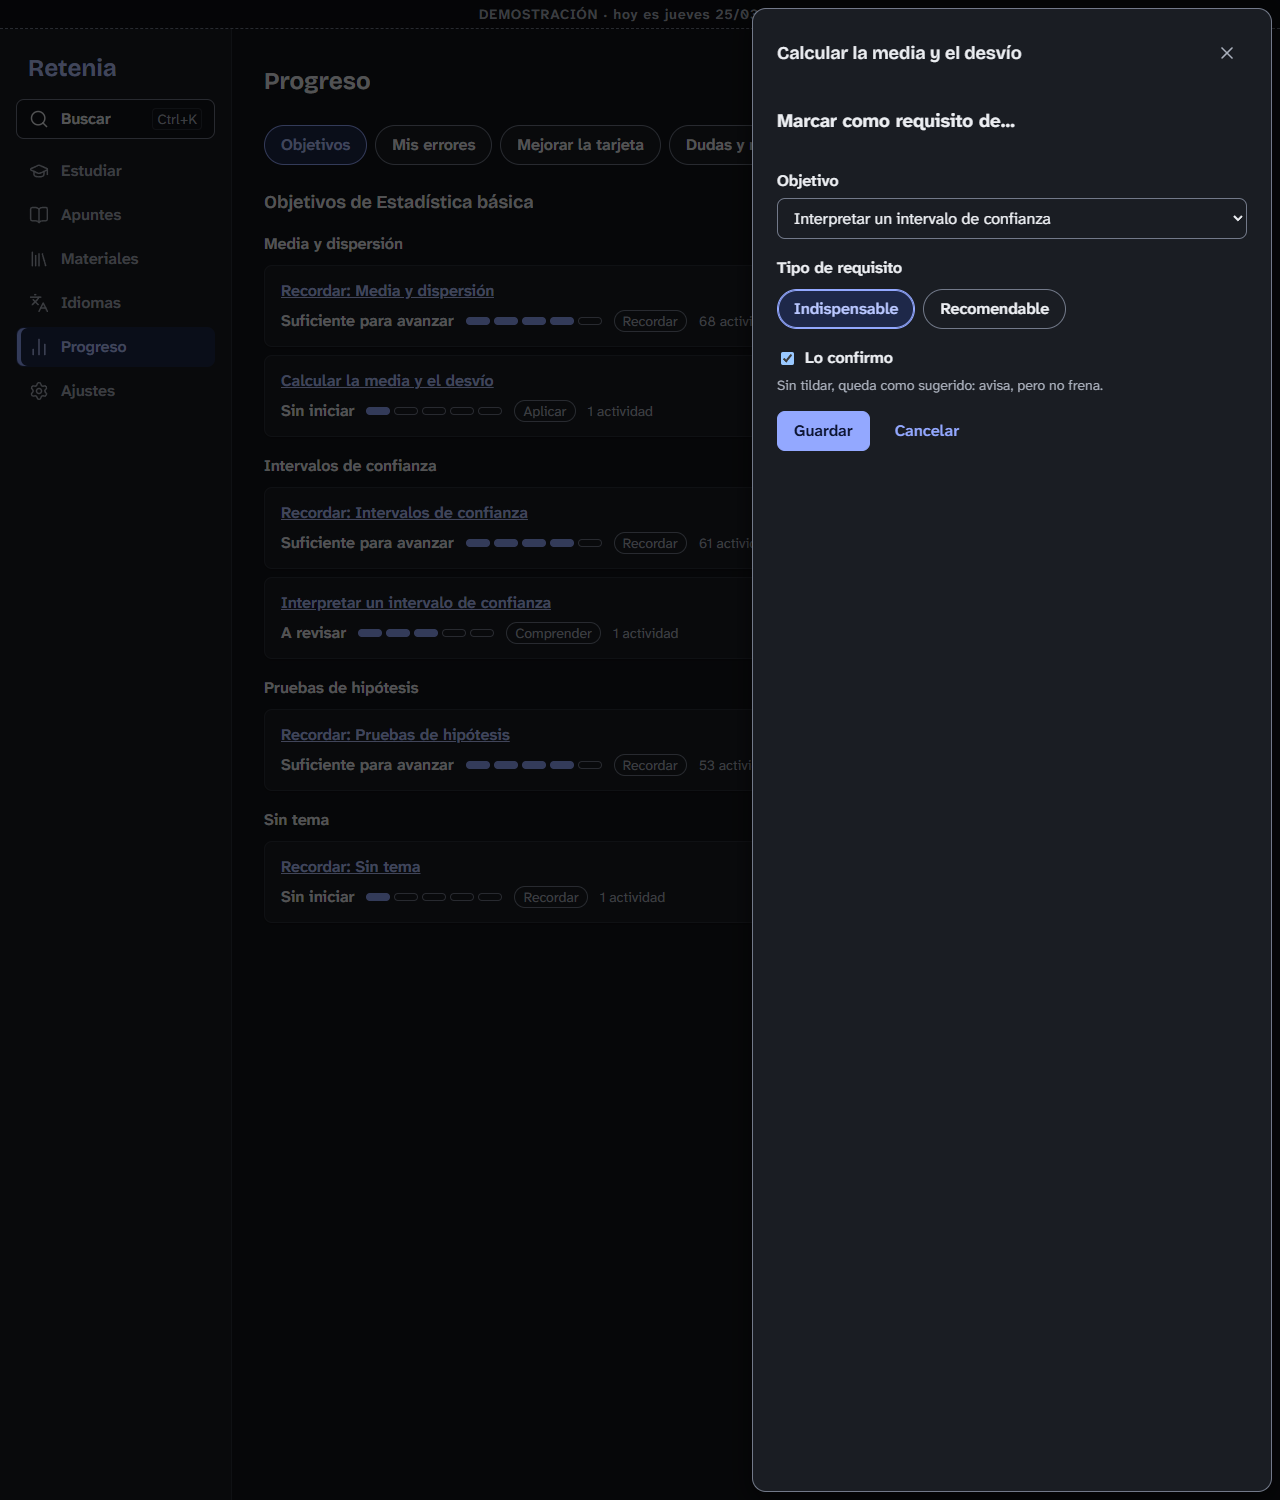 DEMOSTRACIÓN · hoy es jueves 25/03
Retenia
Buscar
Ctrl+K
Estudiar
Apuntes
Materiales
Idiomas
Progreso
Ajustes
Progreso
Objetivos
Mis errores
Mejorar la tarjeta
Dudas y
Objetivos de Estadística básica
Media y dispersión
Recordar: Media y dispersión
Suficiente para avanzar
Recordar
68
Calcular la media y el desvío
Sin iniciar
Aplicar
1 actividad
Intervalos de confianza
Recordar: Intervalos de confianza
Suficiente para avanzar
Recordar
61
Interpretar un intervalo de confianza
A revisar
Comprender
1 actividad
Pruebas de hipótesis
Recordar: Pruebas de hipótesis
Suficiente para avanzar
Recordar
53
Sin tema
Recordar: Sin tema
Sin iniciar
Recordar
1 actividad
Calcular la media y el desvío
Marcar como requisito de...
Objetivo
Interpretar un intervalo de confianza
Tipo de requisito
Indispensable
Recomendable
Lo confirmo
Sin tildar, queda como sugerido: avisa, pero no frena.
Guardar
Cancelar